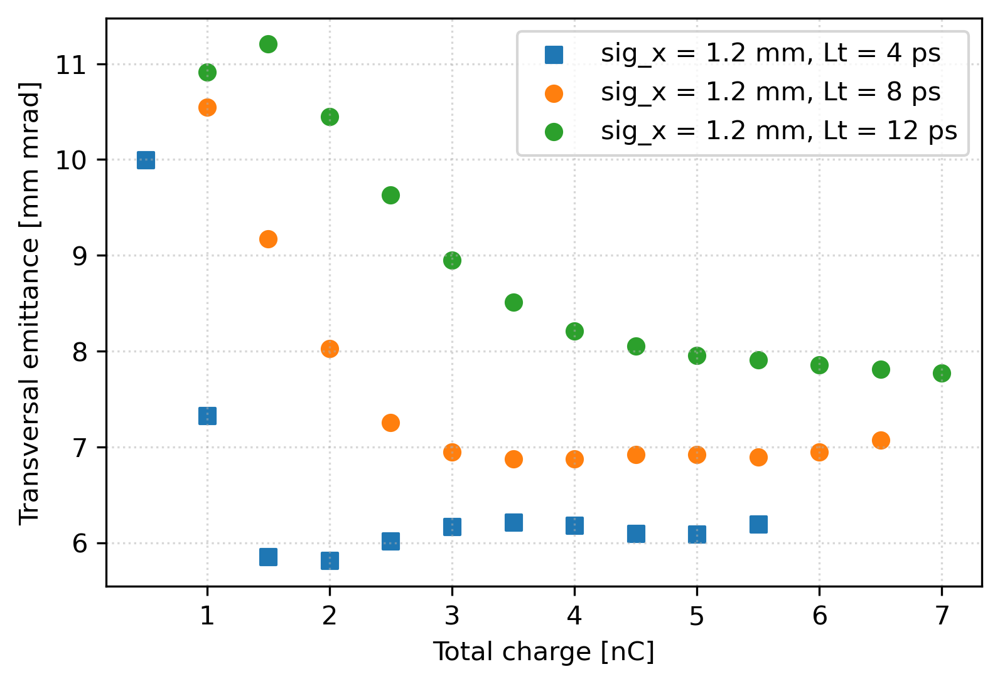 sig_x = 1.2 mm, Lt = 4 ps
sig_x = 1.2 mm, Lt = 8 ps
sig_x = 1.2 mm, Lt = 12 ps
Transversal emittance [mm mrad]
11
10
9
8
7
6
1 2 3 4 5 6 7
Total charge [nC]